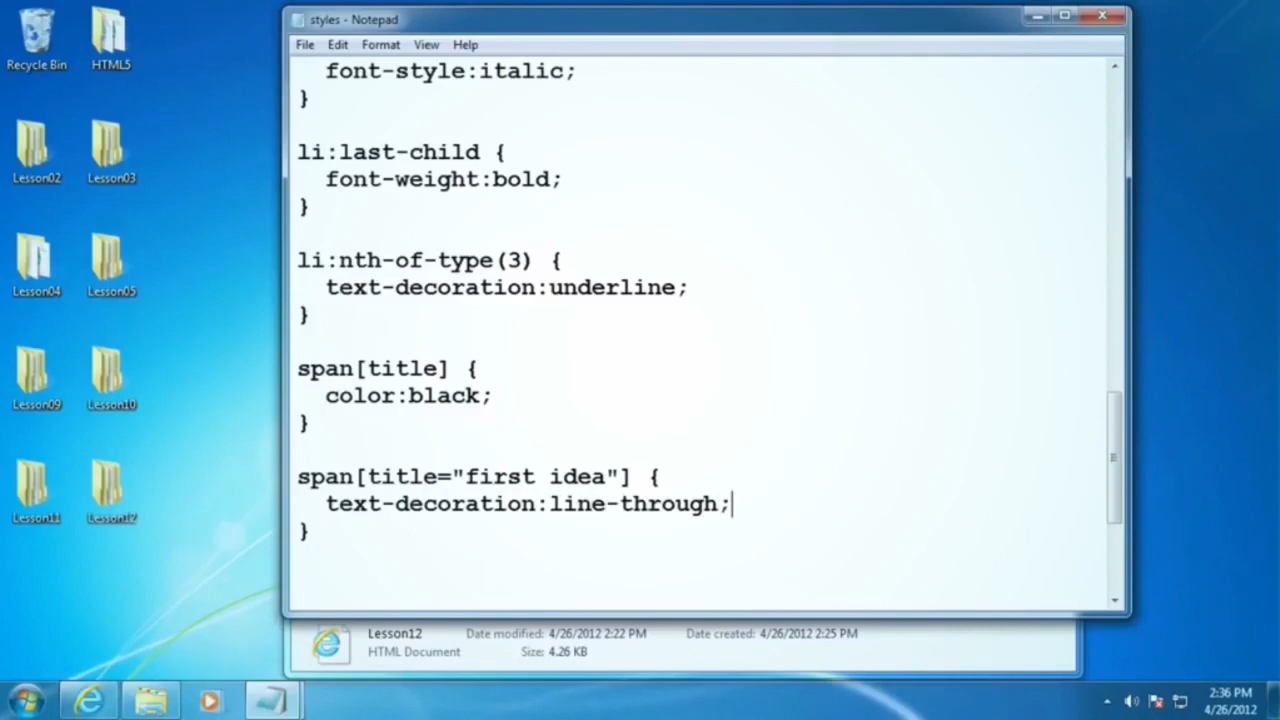 styles - Notepad
File Edit Format View Help
font-style:italic;
}
li:last-child {
font-weight:bold;
}
li:nth-of-type(3) {
text-decoration:underline;
}
span[title] {
color:black;
}
span[title="first idea"] {
text-decoration:line-through;
}
Recycle Bin
HTML5
Lesson02
Lesson03
Lesson04
Lesson05
Lesson09
Lesson10
Lesson11
Lesson12
Lesson12 Date modified: 4/26/2012 2:22 PM Date created: 4/26/2012 2:25 PM
HTML Document Size: 4.26 KB
2:36 PM
4/26/2012